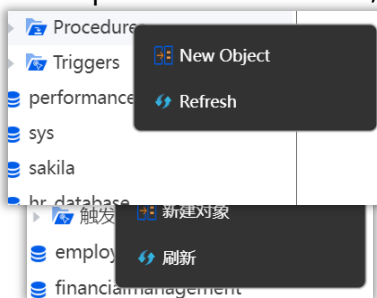 Procedures
New Object
Triggers
performance
Refresh
sys
sakila
hr_database
触发
新建对象
employ
刷新
financialmanagement